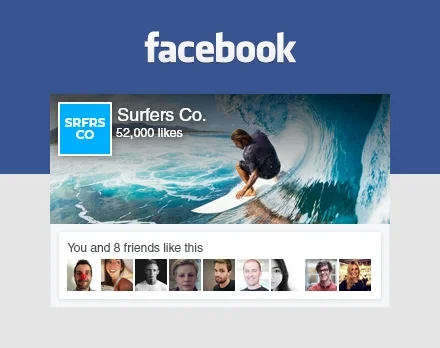 facebook
SRFRS
CO
Surfers Co.
52,000 likes
You and 8 friends like this